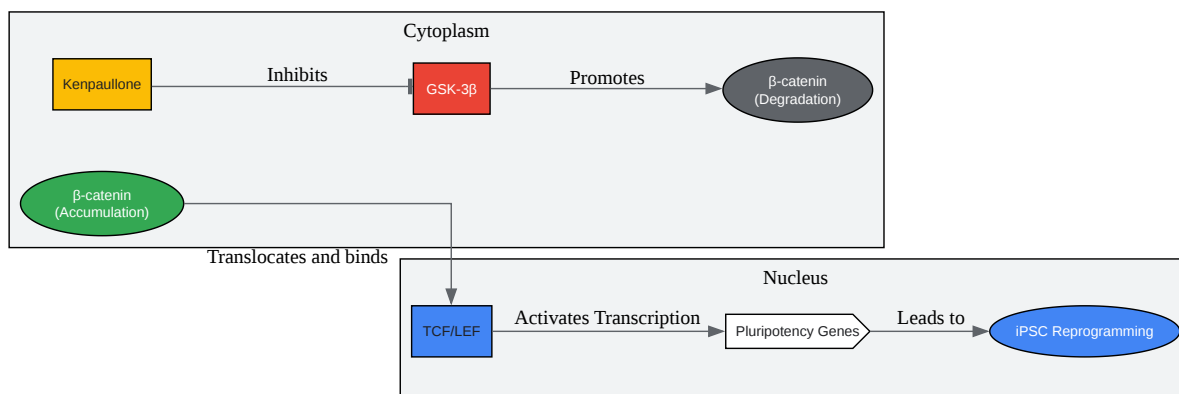 Cytoplasm
Kenpaullone
Inhibits
GSK-3β
Promotes
β-catenin
(Degradation)
β-catenin
(Accumulation)
Translocates and binds
Nucleus
TCF/LEF
Activates Transcription
Pluripotency Genes
Leads to
iPSC Reprogramming